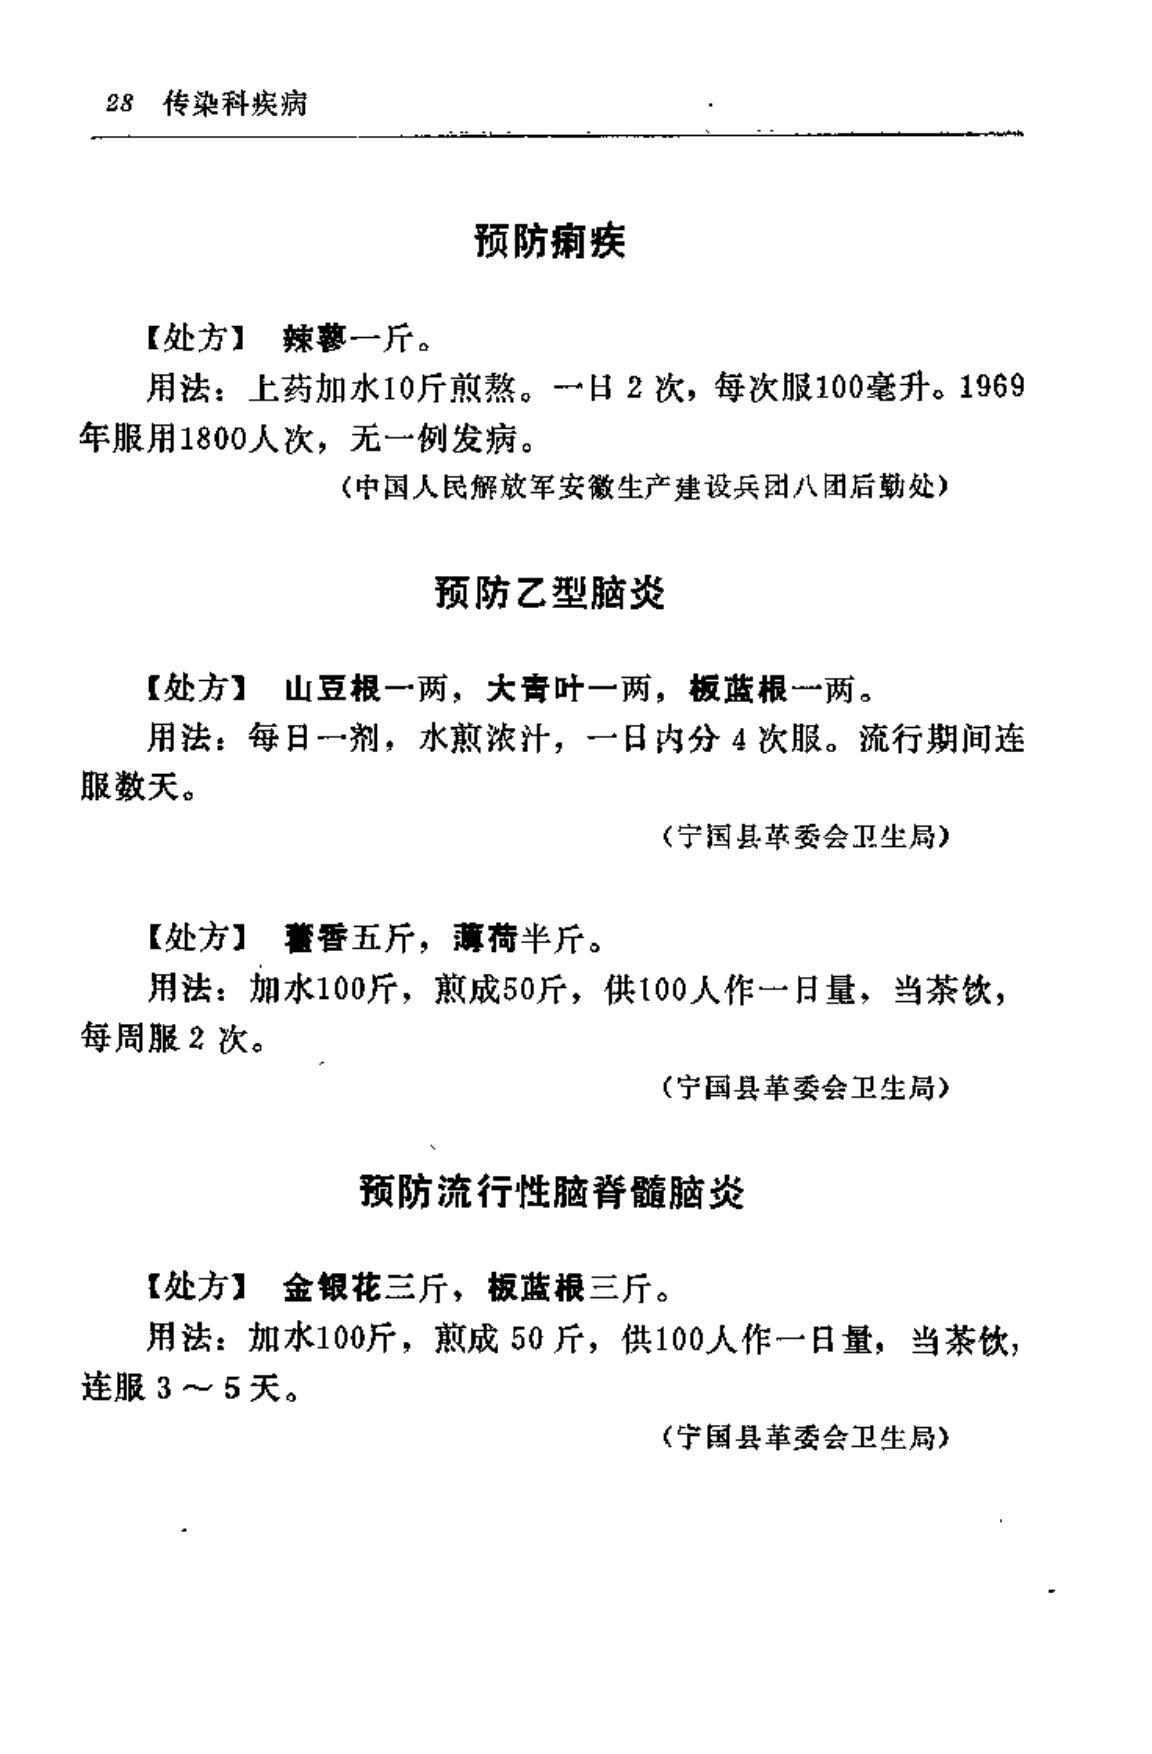 28 传染科疾病
预防痢疾
【处方】 辣蓼一斤。
用法：上药加水10斤煎熬。一日 2 次，每次服100毫升。1969
年服用1800人次，无一例发病。
（中国人民解放军安徽生产建设兵团八团后勤处）
预防乙型脑炎
【处方】 山豆根一两，大青叶一两，板蓝根一两。
用法：每日一剂，水煎浓汁，一日内分 4 次服。流行期间连
服数天。
（宁国县革委会卫生局）
【处方】 藿香五斤，薄荷半斤。
用法：加水100斤，煎成50斤，供100人作一日量，当茶饮，
每周服 2 次。
（宁国县革委会卫生局）
预防流行性脑脊髓脑炎
【处方】 金银花三斤，板蓝根三斤。
用法：加水100斤，煎成 50 斤，供100人作一日量，当茶饮，
连服 3 ～ 5 天。
（宁国县革委会卫生局）